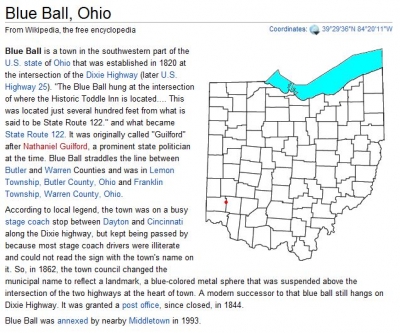 Blue Ball, Ohio
From Wikipedia, the free encyclopedia
Coordinates: 39°29′36″N 84°20′11″W
Blue Ball is a town in the southwestern part of the
U.S. state of Ohio that was established in 1820 at
the intersection of the Dixie Highway (later U.S.
Highway 25). "The Blue Ball hung at the intersection
of where the Historic Toddle Inn is located.... This
was located just several hundred feet from what is
said to be State Route 122." and what became
State Route 122. It was originally called "Guilford"
after Nathaniel Guilford, a prominent state politician
at the time. Blue Ball straddles the line between
Butler and Warren Counties and was in Lemon
Township, Butler County, Ohio and Franklin
Township, Warren County, Ohio.
According to local legend, the town was on a busy
stage coach stop between Dayton and Cincinnati
along the Dixie highway, but kept being passed by
because most stage coach drivers were illiterate
and could not read the sign with the town's name on
it. So, in 1862, the town council changed the
municipal name to reflect a landmark, a blue-colored metal sphere that was suspended above the
intersection of the two highways at the heart of town. A modern successor to that blue ball still hangs on
Dixie Highway. It was granted a post office, since closed, in 1844.
Blue Ball was annexed by nearby Middletown in 1993.